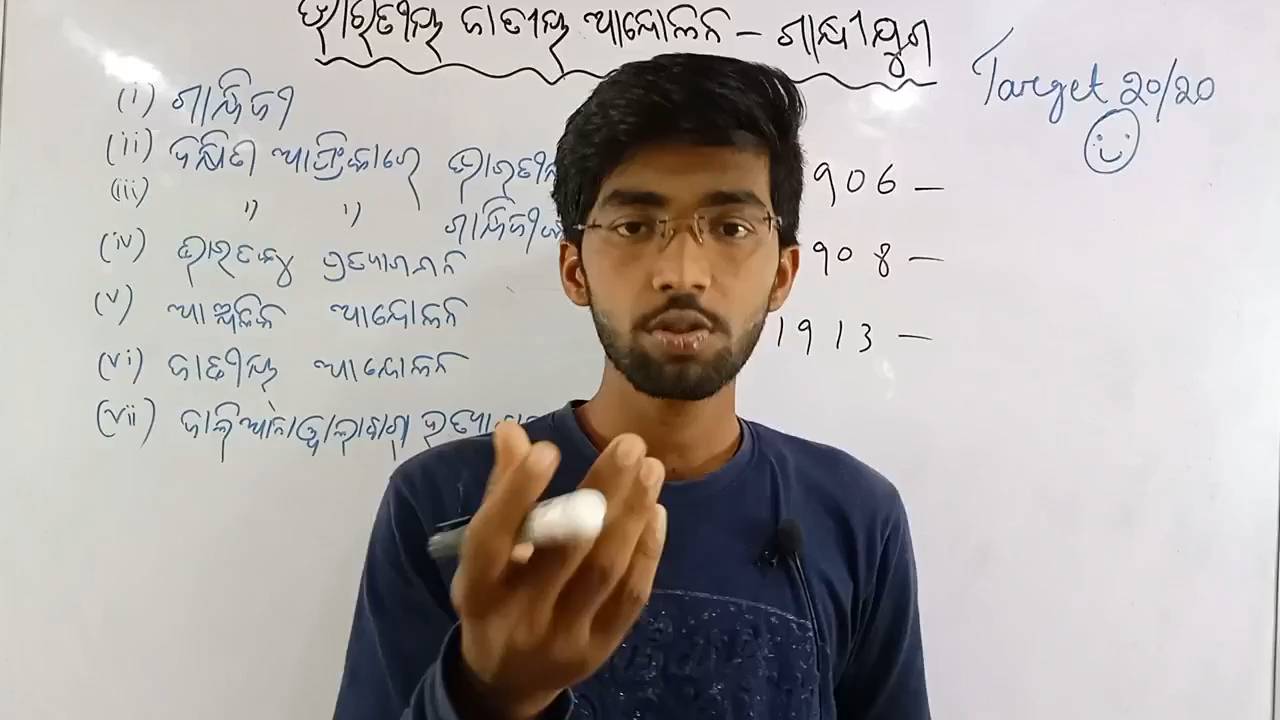 ଭାରତୀୟ ଜାତୀୟ ଆନ୍ଦୋଳନ – ଗାନ୍ଧୀଯୁଗ
Target 20/20
(i) ଗାନ୍ଧିଜୀ
(ii) ଦକ୍ଷିଣ ଆଫ୍ରିକାରେ
906 –
(iii) " " ଗାନ୍ଧିଜୀ
(iv) ଭାରତକୁ ପ୍ରତ୍ୟାଗମନ
908 –
(v) ଆଞ୍ଚଳିକ ଆନ୍ଦୋଳନ
1913 –
(vi) ଜାତୀୟ ଆନ୍ଦୋଳନ
(vii) ଜାଲିଆନାୱାଲାବାଗ